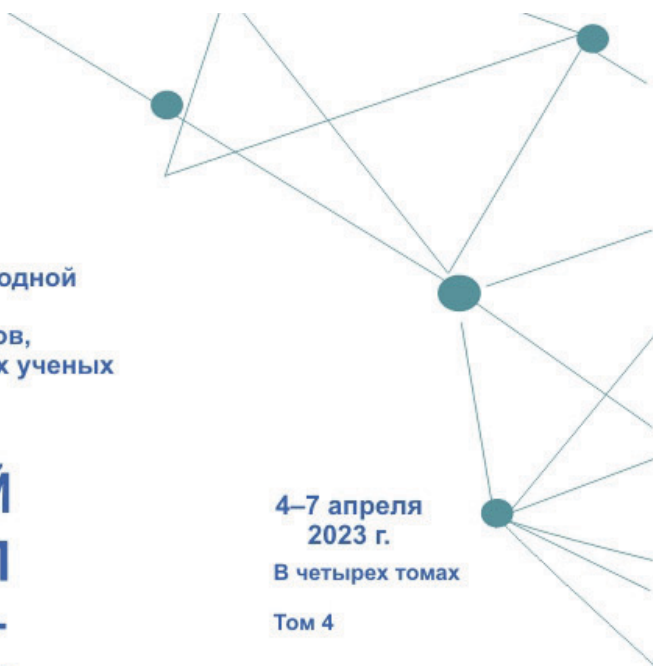 одной
ов,
х ученых
Й
4–7 апреля
2023 г.
В четырех томах
Том 4